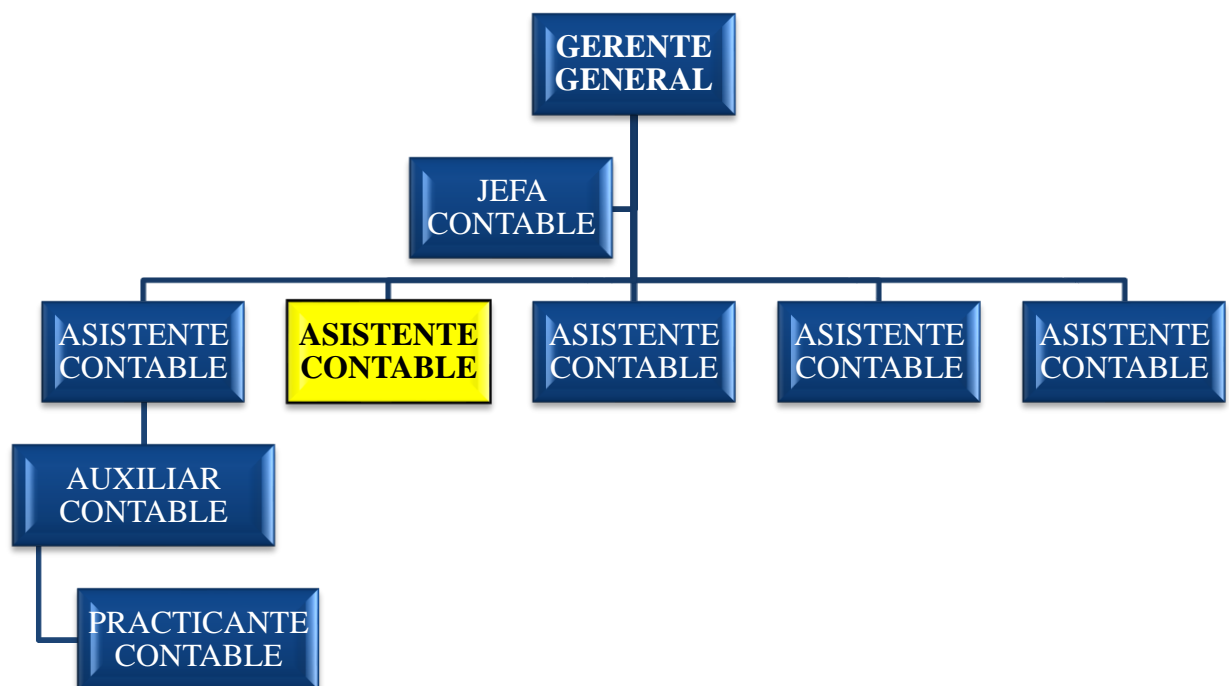 GERENTE
GENERAL
JEFA
CONTABLE
ASISTENTE
CONTABLE
ASISTENTE
CONTABLE
ASISTENTE
CONTABLE
ASISTENTE
CONTABLE
ASISTENTE
CONTABLE
AUXILIAR
CONTABLE
PRACTICANTE
CONTABLE